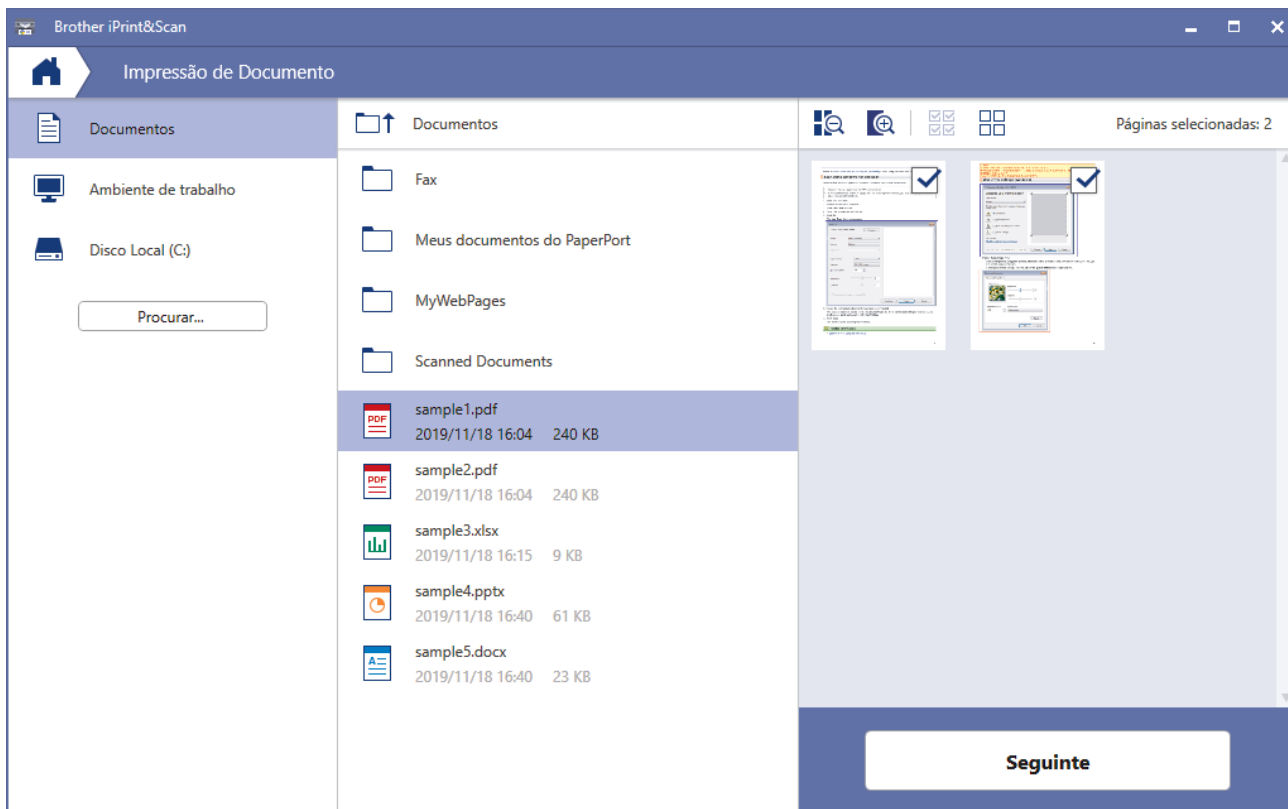 Brother iPrint&Scan
Impressão de Documento
Documentos
Ambiente de trabalho
Disco Local (C:)
Procurar...
Documentos
Fax
Meus documentos do PaperPort
MyWebPages
Scanned Documents
PDF
sample1.pdf
2019/11/18 16:04 240 KB
PDF
sample2.pdf
2019/11/18 16:04 240 KB
sample3.xlsx
2019/11/18 16:15 9 KB
sample4.pptx
2019/11/18 16:40 61 KB
A
sample5.docx
2019/11/18 16:40 23 KB
Páginas selecionadas: 2
Seguinte